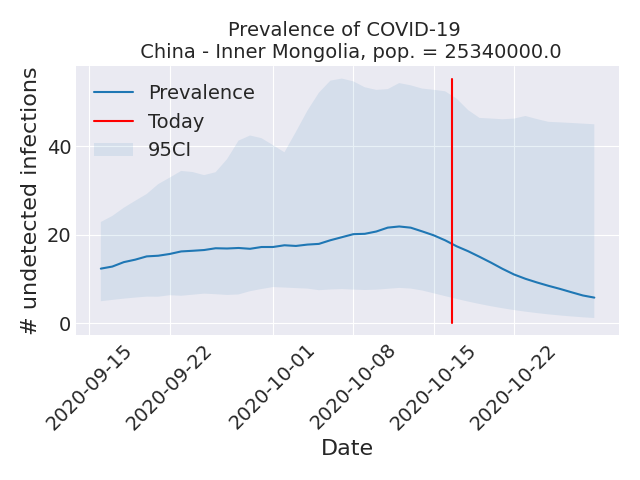 Prevalence of COVID-19
China - Inner Mongolia, pop. = 25340000.0
# undetected infections
40
20
0
Prevalence
Today
95CI
2020-09-15
2020-09-22
2020-10-01
2020-10-08
2020-10-15
2020-10-22
Date